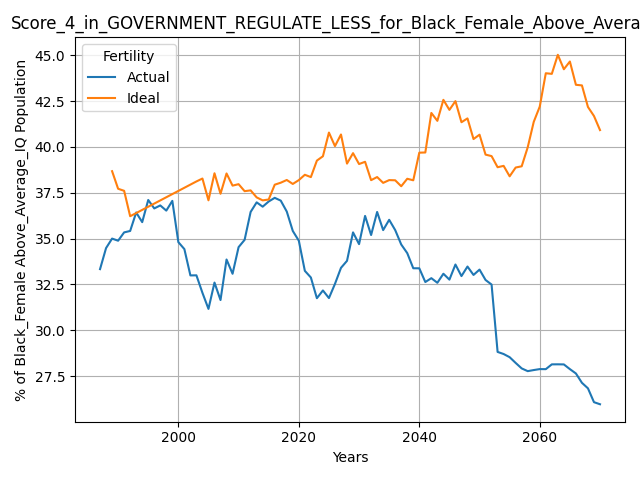 Score_4_in_GOVERNMENT_REGULATE_LESS_for_Black_Female_Above_Avera
Fertility
Actual
Ideal
% of Black_Female Above_Average_IQ Population
45.0
42.5
40.0
37.5
35.0
32.5
30.0
27.5
2000
2020
2040
2060
Years